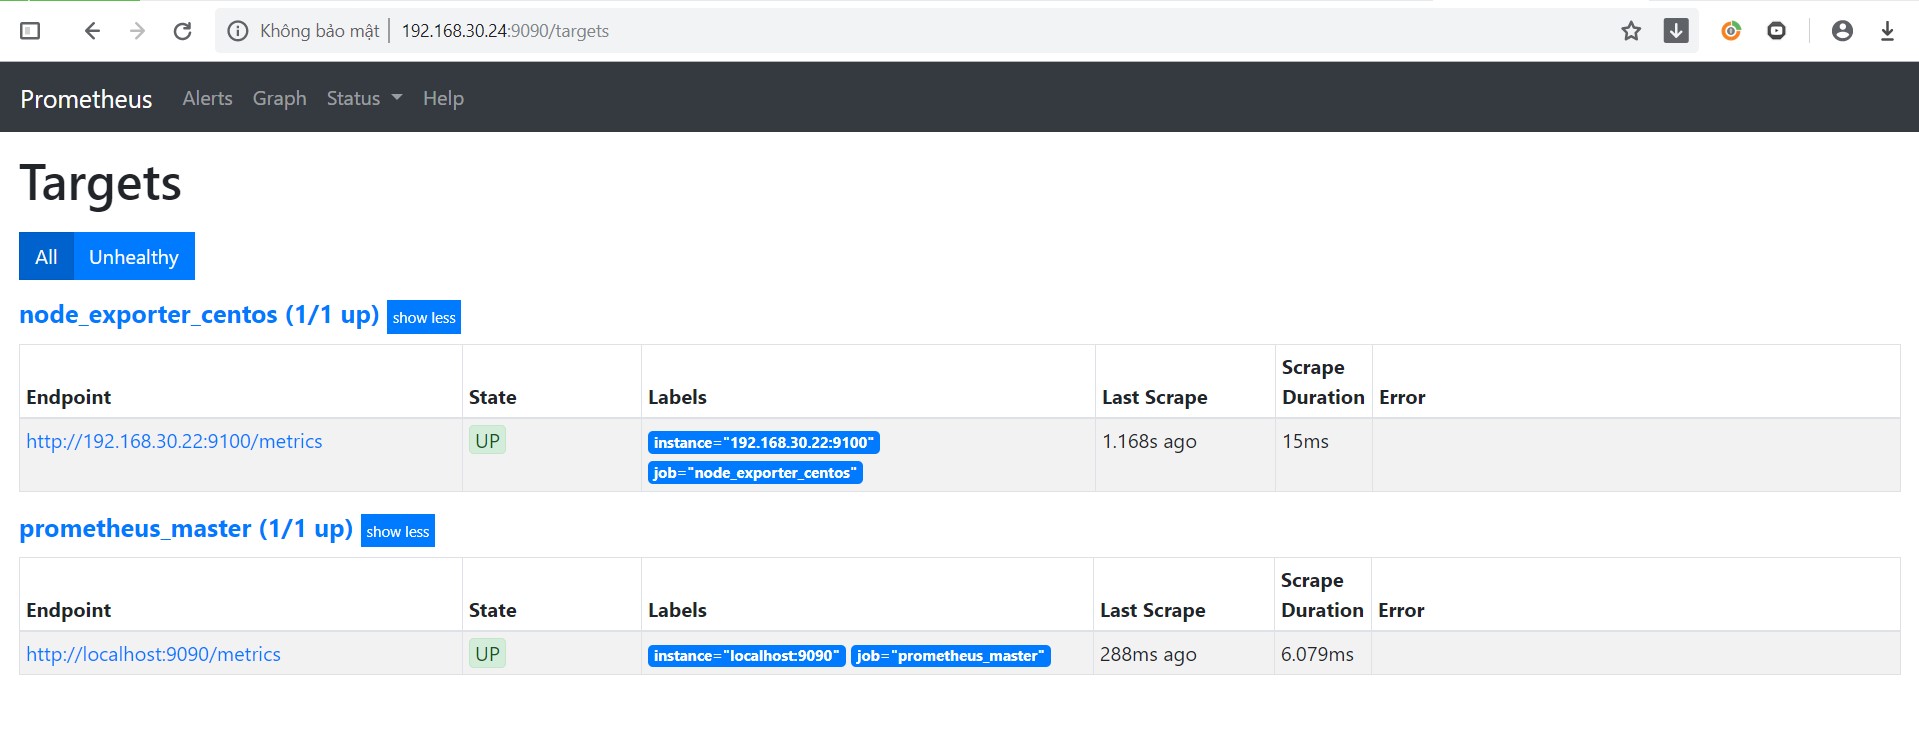 Không bảo mật 192.168.30.24:9090/targets
Prometheus Alerts Graph Status Help
Targets
All Unhealthy
node_exporter_centos (1/1 up) show less
Endpoint State Labels Last Scrape Scrape Duration Error
http://192.168.30.22:9100/metrics UP instance="192.168.30.22:9100" 1.168s ago 15ms
job="node_exporter_centos"
prometheus_master (1/1 up) show less
Endpoint State Labels Last Scrape Scrape Duration Error
http://localhost:9090/metrics UP instance="localhost:9090" job="prometheus_master" 288ms ago 6.079ms